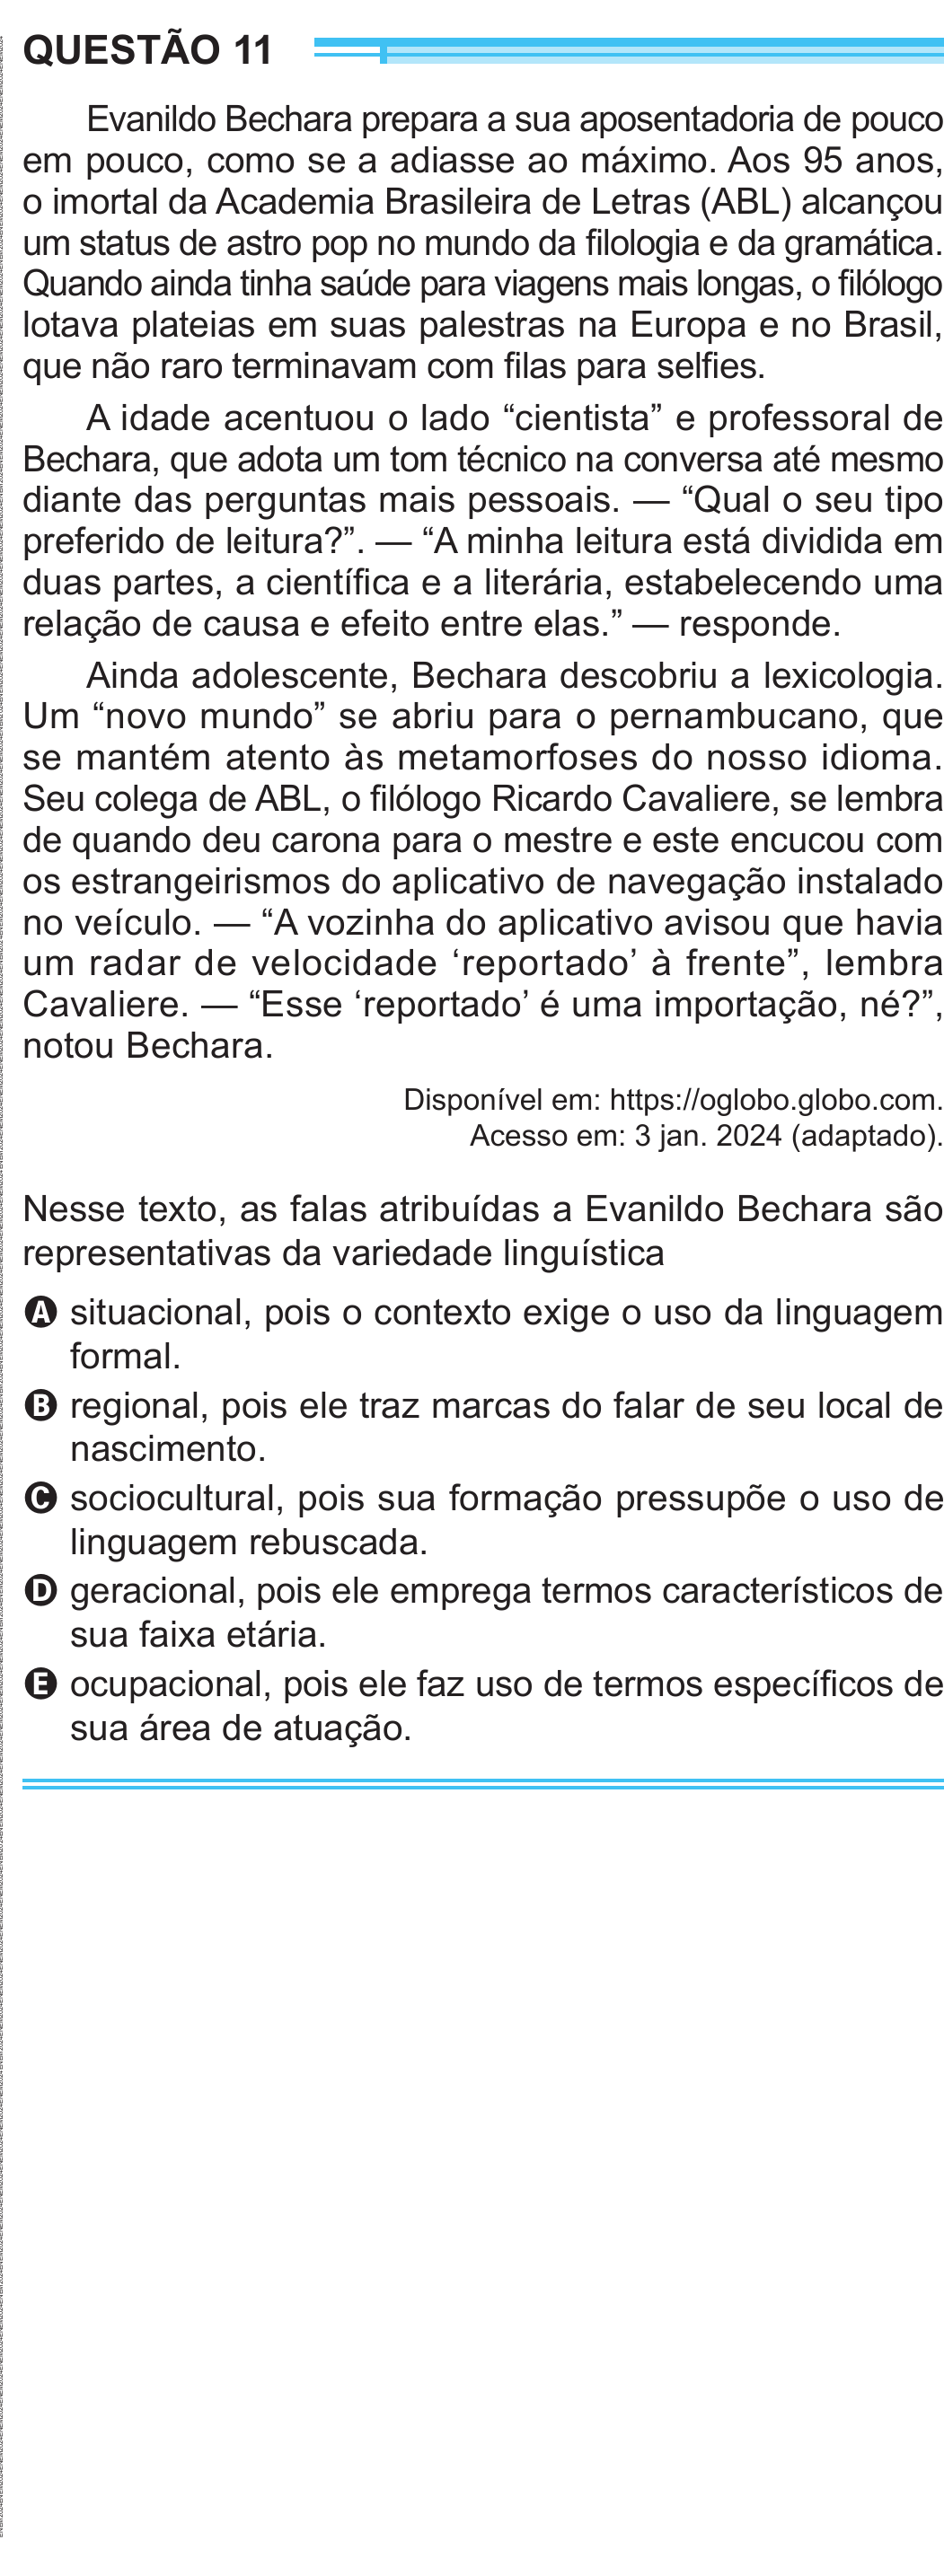 QUESTÃO 11
Evanildo Bechara prepara a sua aposentadoria de pouco
em pouco, como se a adiasse ao máximo. Aos 95 anos,
o imortal da Academia Brasileira de Letras (ABL) alcançou
um status de astro pop no mundo da filologia e da gramática.
Quando ainda tinha saúde para viagens mais longas, o filólogo
lotava plateias em suas palestras na Europa e no Brasil,
que não raro terminavam com filas para selfies.
A idade acentuou o lado “cientista” e professoral de
Bechara, que adota um tom técnico na conversa até mesmo
diante das perguntas mais pessoais. — “Qual o seu tipo
preferido de leitura?”. — “A minha leitura está dividida em
duas partes, a científica e a literária, estabelecendo uma
relação de causa e efeito entre elas.” — responde.
Ainda adolescente, Bechara descobriu a lexicologia.
Um “novo mundo” se abriu para o pernambucano, que
se mantém atento às metamorfoses do nosso idioma.
Seu colega de ABL, o filólogo Ricardo Cavaliere, se lembra
de quando deu carona para o mestre e este encucou com
os estrangeirismos do aplicativo de navegação instalado
no veículo. — “A vozinha do aplicativo avisou que havia
um radar de velocidade ‘reportado’ à frente”, lembra
Cavaliere. — “Esse ‘reportado’ é uma importação, né?”,
notou Bechara.
Disponível em: https://oglobo.globo.com.
Acesso em: 3 jan. 2024 (adaptado).
Nesse texto, as falas atribuídas a Evanildo Bechara são
representativas da variedade linguística
A situacional, pois o contexto exige o uso da linguagem
formal.
B regional, pois ele traz marcas do falar de seu local de
nascimento.
C sociocultural, pois sua formação pressupõe o uso de
linguagem rebuscada.
D geracional, pois ele emprega termos característicos de
sua faixa etária.
E ocupacional, pois ele faz uso de termos específicos de
sua área de atuação.